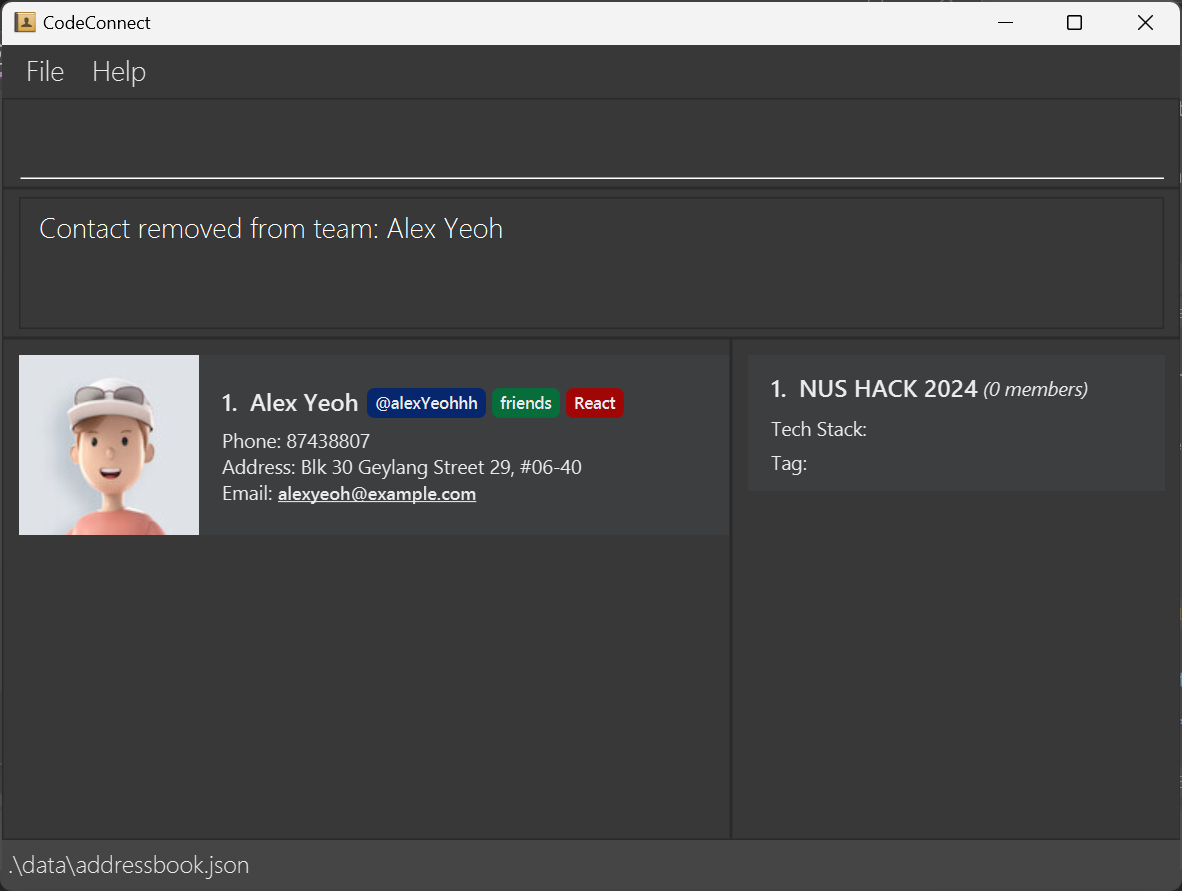 CodeConnect
File Help
Contact removed from team: Alex Yeoh
1. Alex Yeoh @alexYeohhh friends React
Phone: 87438807
Address: Blk 30 Geylang Street 29, #06-40
Email: alexyeoh@example.com
1. NUS HACK 2024 (0 members)
Tech Stack:
Tag:
.\data\addressbook.json